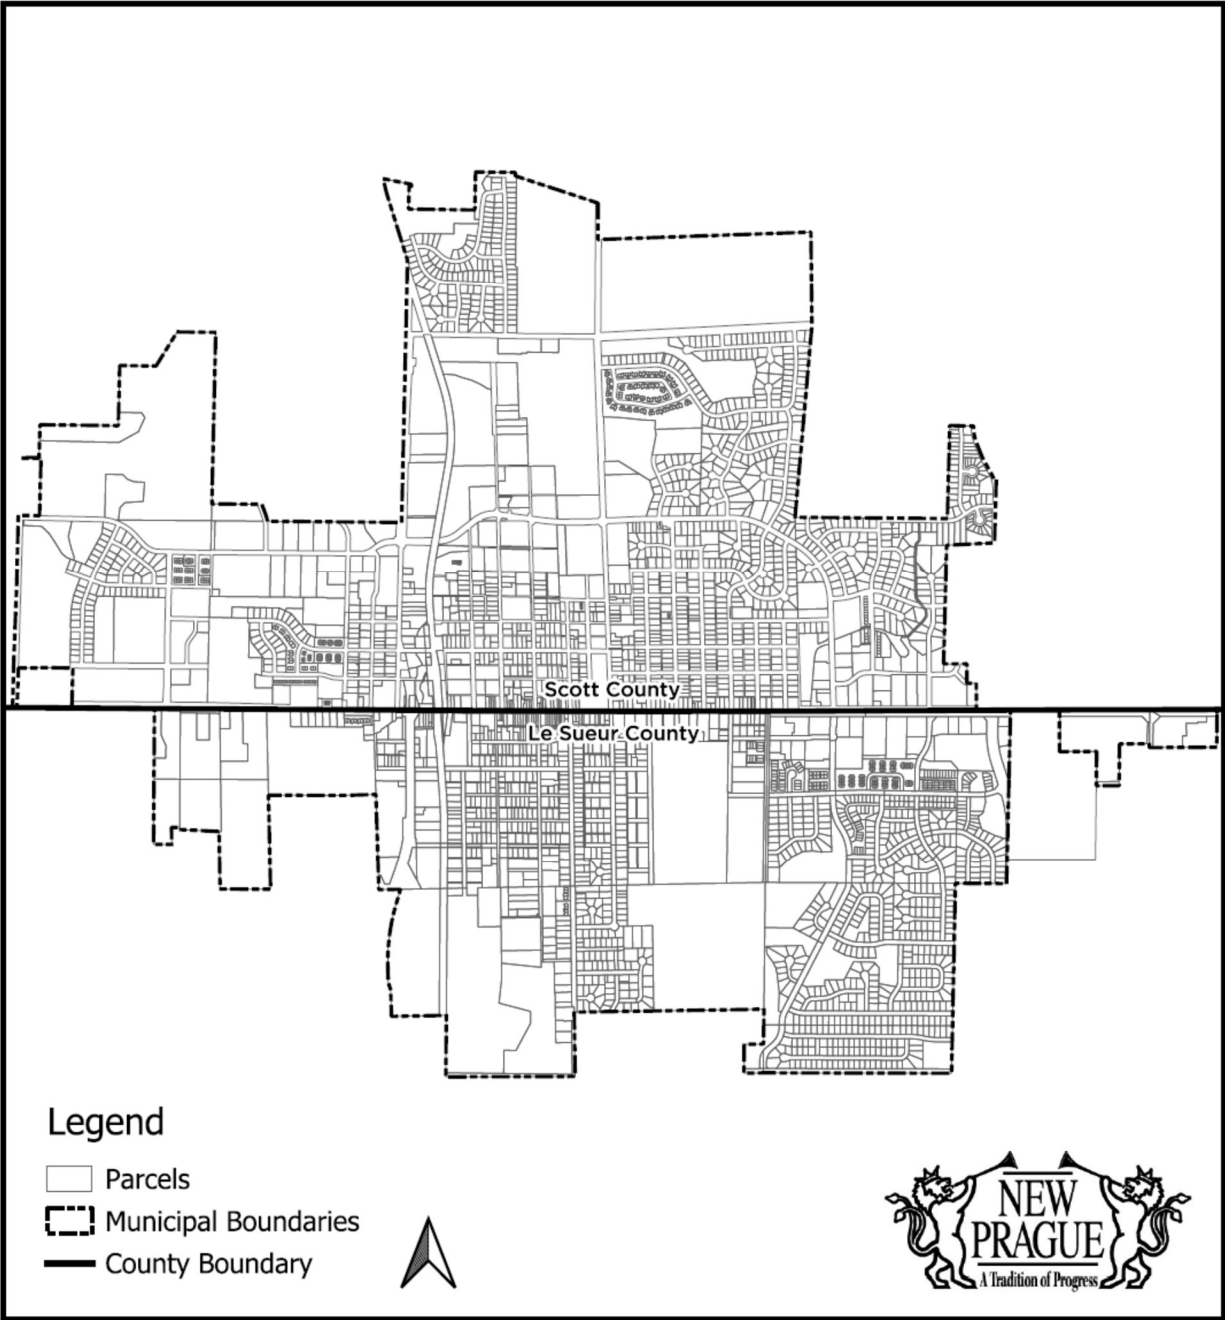 Scott County
Le Sueur County
Legend
Parcels
Municipal Boundaries
County Boundary
NEW
PRAGUE
A Tradition of Progress